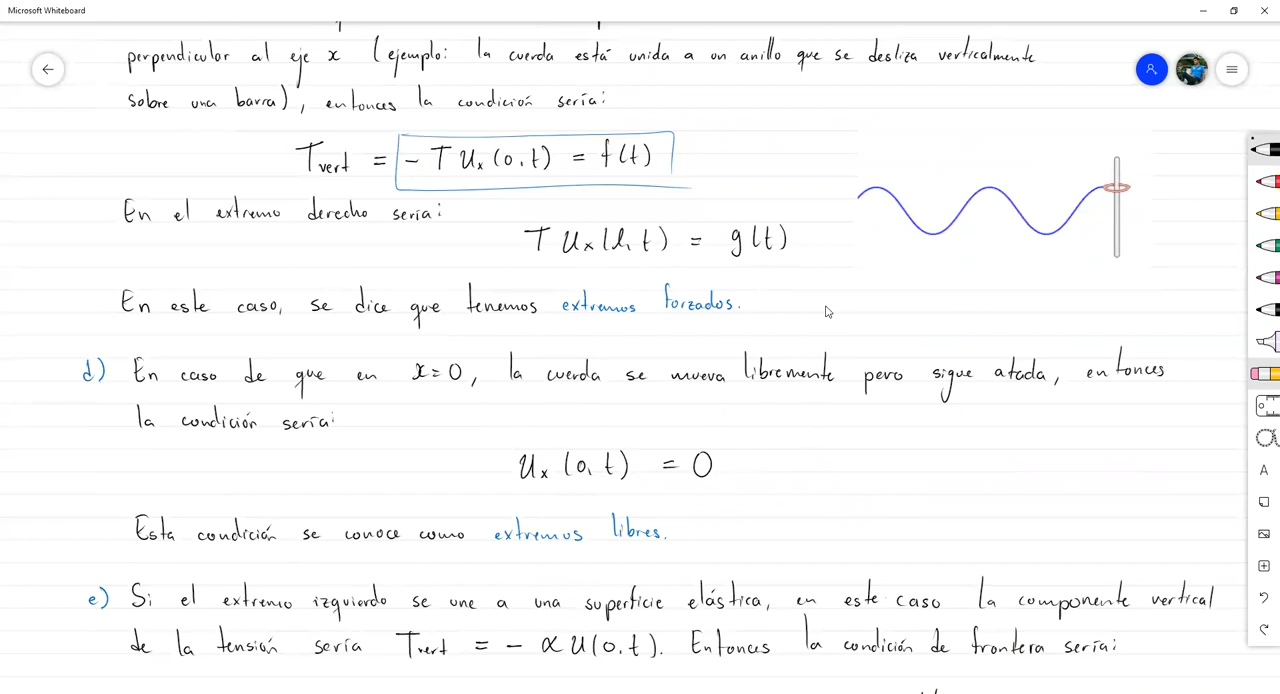 Microsoft Whiteboard
perpendicular al eje x (ejemplo: la cuerda está unida a un anillo que se desliza verticalmente
sobre una barra), entonces la condición sería:
Tvert = - T Ux(0,t) = f(t)
En el extremo derecho sería:
T Ux(l,t) = g(t)
En este caso, se dice que tenemos extremos forzados.
d) En caso de que en x=0, la cuerda se mueva libremente pero sigue atada, entonces
la condición sería:
Ux (0,t) = 0
Esta condición se conoce como extremos libres.
e) Si el extremo izquierdo se une a una superficie elástica, en este caso la componente vertical
de la tensión sería Tvert = - αU(0,t). Entonces la condición de frontera sería: